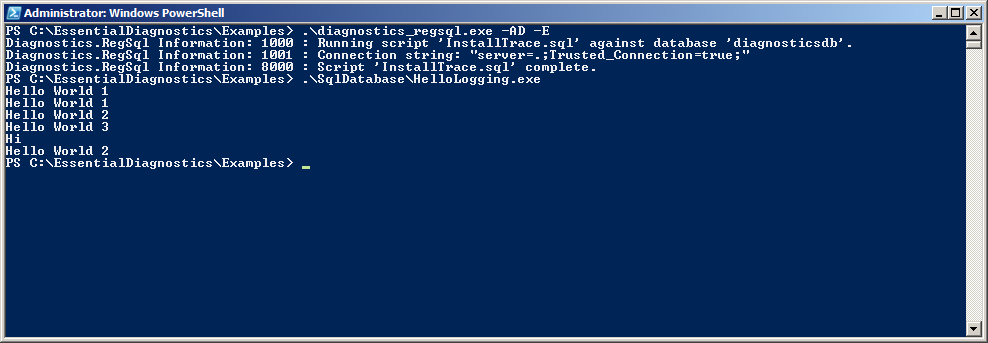 Administrator: Windows PowerShell
PS C:\EssentialDiagnostics\Examples> .\diagnostics_regsql.exe -AD -E
Diagnostics.RegSql Information: 1000 : Running script 'InstallTrace.sql' against database 'diagnosticsdb'.
Diagnostics.RegSql Information: 1001 : Connection string: "server=.;Trusted_Connection=true;"
Diagnostics.RegSql Information: 8000 : Script 'InstallTrace.sql' complete.
PS C:\EssentialDiagnostics\Examples> .\SqlDatabase\HelloLogging.exe
Hello World 1
Hello World 1
Hello World 2
Hello World 3
Hi
Hello World 2
PS C:\EssentialDiagnostics\Examples> _